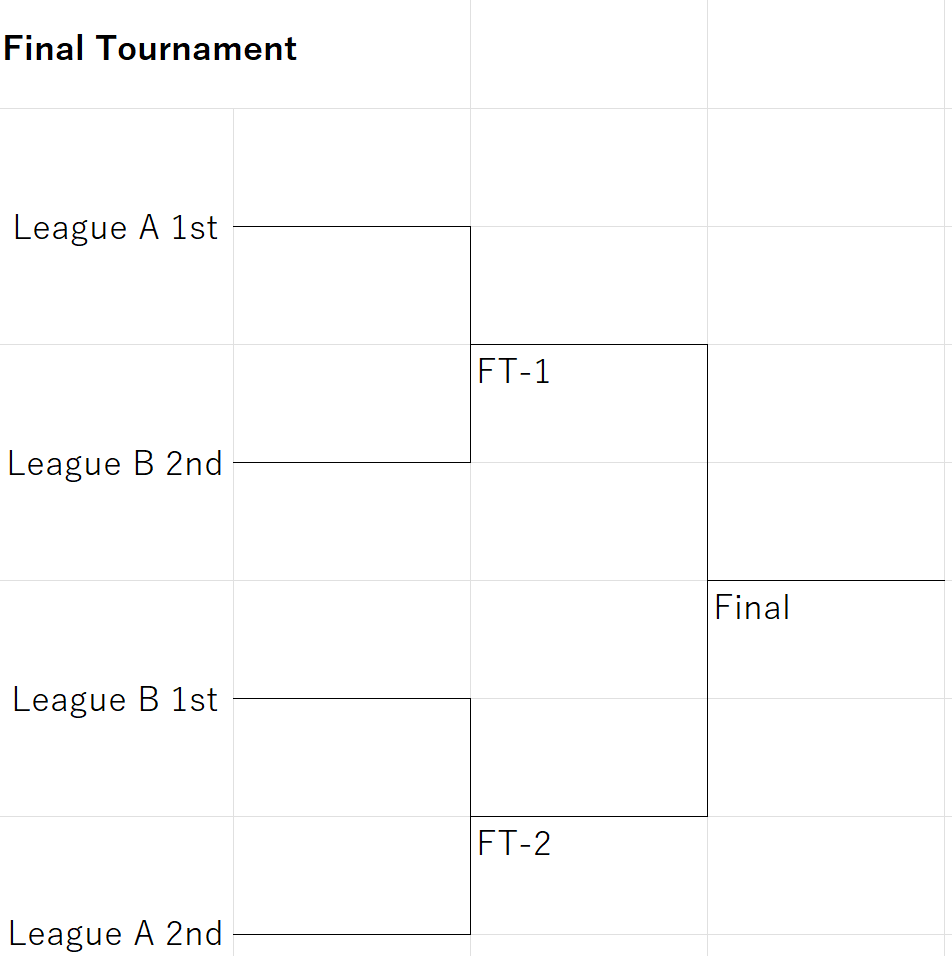 Final Tournament
League A 1st
FT-1
League B 2nd
Final
League B 1st
FT-2
League A 2nd